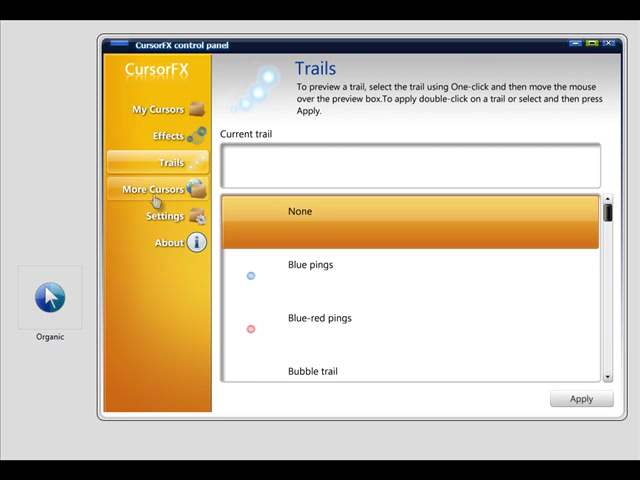 CursorFX control panel
CursorFX
My Cursors
Effects
Trails
More Cursors
Settings
About
Trails
To preview a trail, select the trail using One-click and then move the mouse
over the preview box.To apply double-click on a trail or select and then press
Apply.
Current trail
None
Blue pings
Blue-red pings
Bubble trail
Apply
Organic